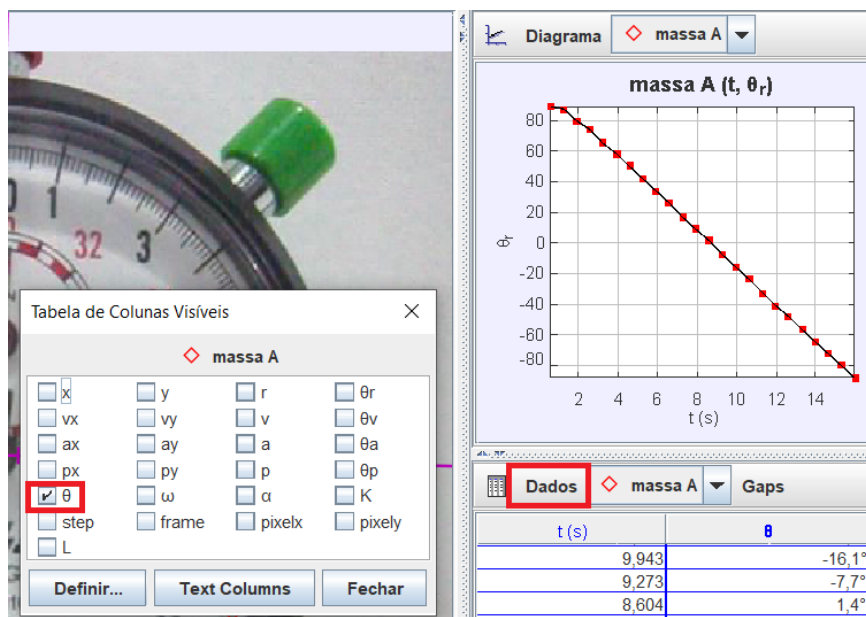 1
32
3
Tabela de Colunas Visíveis
massa A
x y r θr
vx vy v θv
ax ay a θa
px py p θp
θ ω α K
step frame pixelx pixely
L
Definir... Text Columns Fechar
Diagrama massa A
massa A (t, θr)
80
60
40
20
0
-20
-40
-60
-80
θr
2 4 6 8 10 12 14
t (s)
Dados massa A Gaps
t (s) θ
9,943 -16,1°
9,273 -7,7°
8,604 1,4°